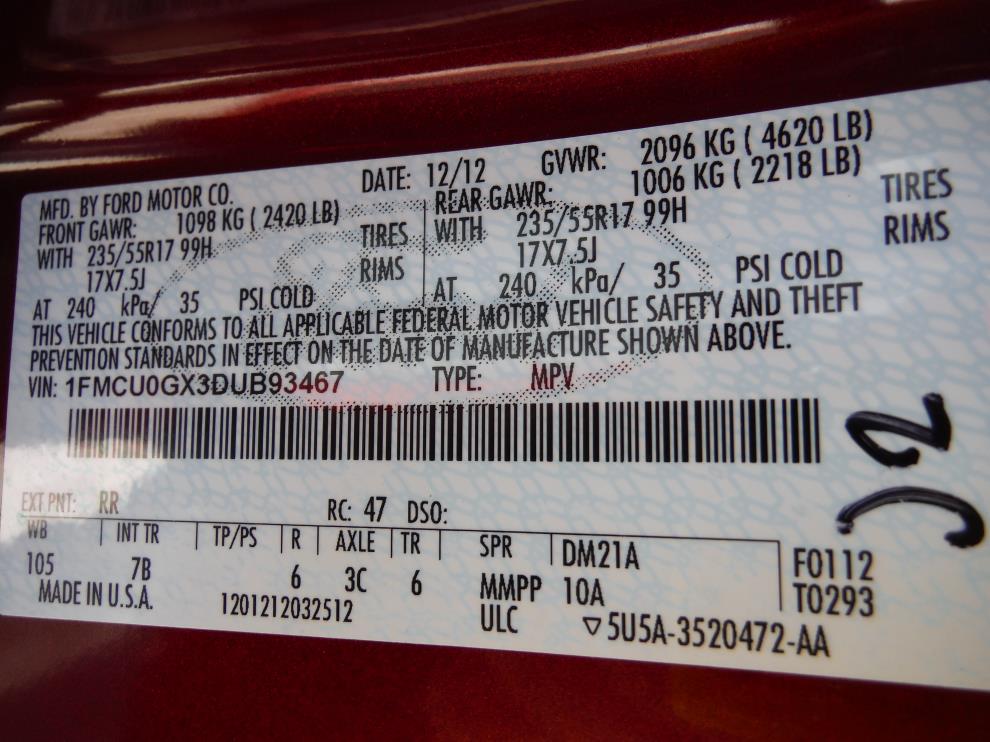 MFD. BY FORD MOTOR CO. DATE: 12/12 GVWR: 2096 KG ( 4620 LB)
FRONT GAWR: 1098 KG ( 2420 LB) REAR GAWR: 1006 KG ( 2218 LB)
WITH 235/55R17 99H TIRES WITH 235/55R17 99H TIRES
17X7.5J RIMS 17X7.5J RIMS
AT 240 kPa/ 35 PSI COLD AT 240 kPa/ 35 PSI COLD
THIS VEHICLE CONFORMS TO ALL APPLICABLE FEDERAL MOTOR VEHICLE SAFETY AND THEFT
PREVENTION STANDARDS IN EFFECT ON THE DATE OF MANUFACTURE SHOWN ABOVE.
VIN: 1FMCU0GX3DUB93467 TYPE: MPV
EXT PNT: RR RC: 47 DSO:
WB INT TR TP/PS R AXLE TR SPR DM21A F0112
105 7B 6 3C 6 MMPP 10A T0293
MADE IN U.S.A. 1201212032512 ULC ▽5U5A-3520472-AA